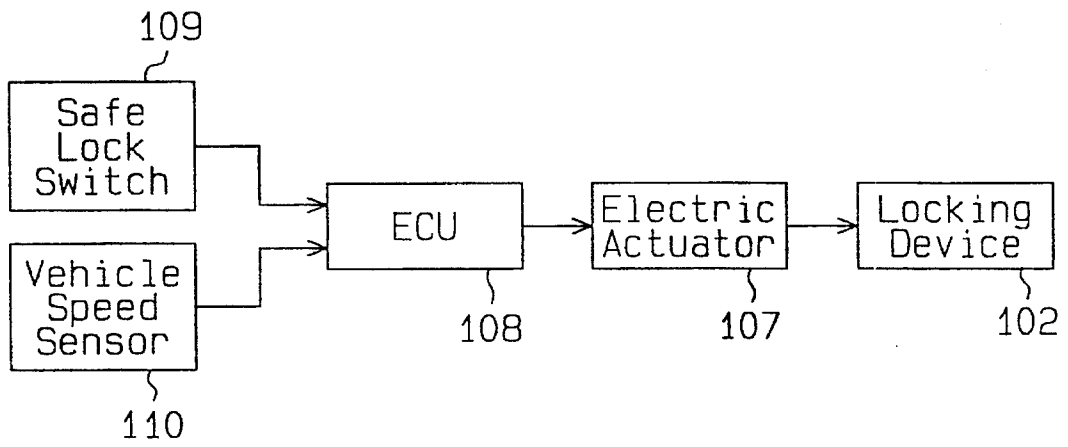 109
Safe
Lock
Switch
Vehicle
Speed
Sensor
110
ECU
108
Electric
Actuator
107
Locking
Device
102